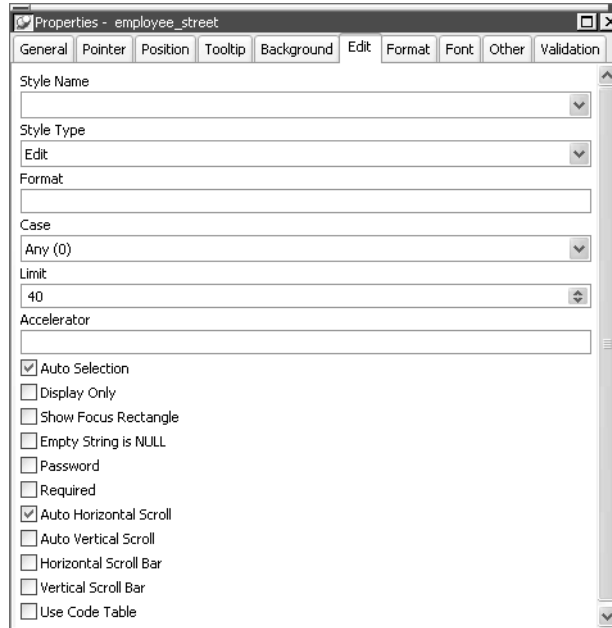 Properties - employee_street
General Pointer Position Tooltip Background Edit Format Font Other Validation
Style Name
Style Type
Edit
Format
Case
Any (0)
Limit
40
Accelerator
Auto Selection
Display Only
Show Focus Rectangle
Empty String is NULL
Password
Required
Auto Horizontal Scroll
Auto Vertical Scroll
Horizontal Scroll Bar
Vertical Scroll Bar
Use Code Table